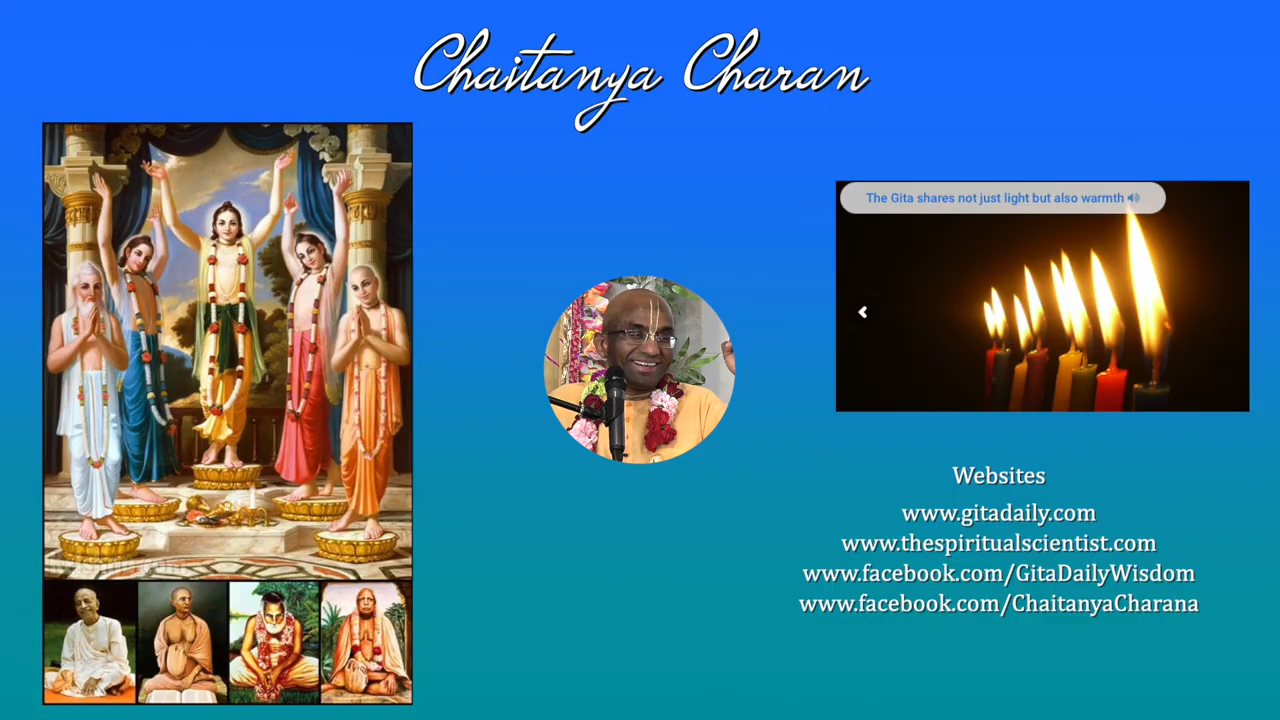 Chaitanya Charan
The Gita shares not just light but also warmth
Websites
www.gitadaily.com
www.thespiritualscientist.com
www.facebook.com/GitaDailyWisdom
www.facebook.com/ChaitanyaCharana